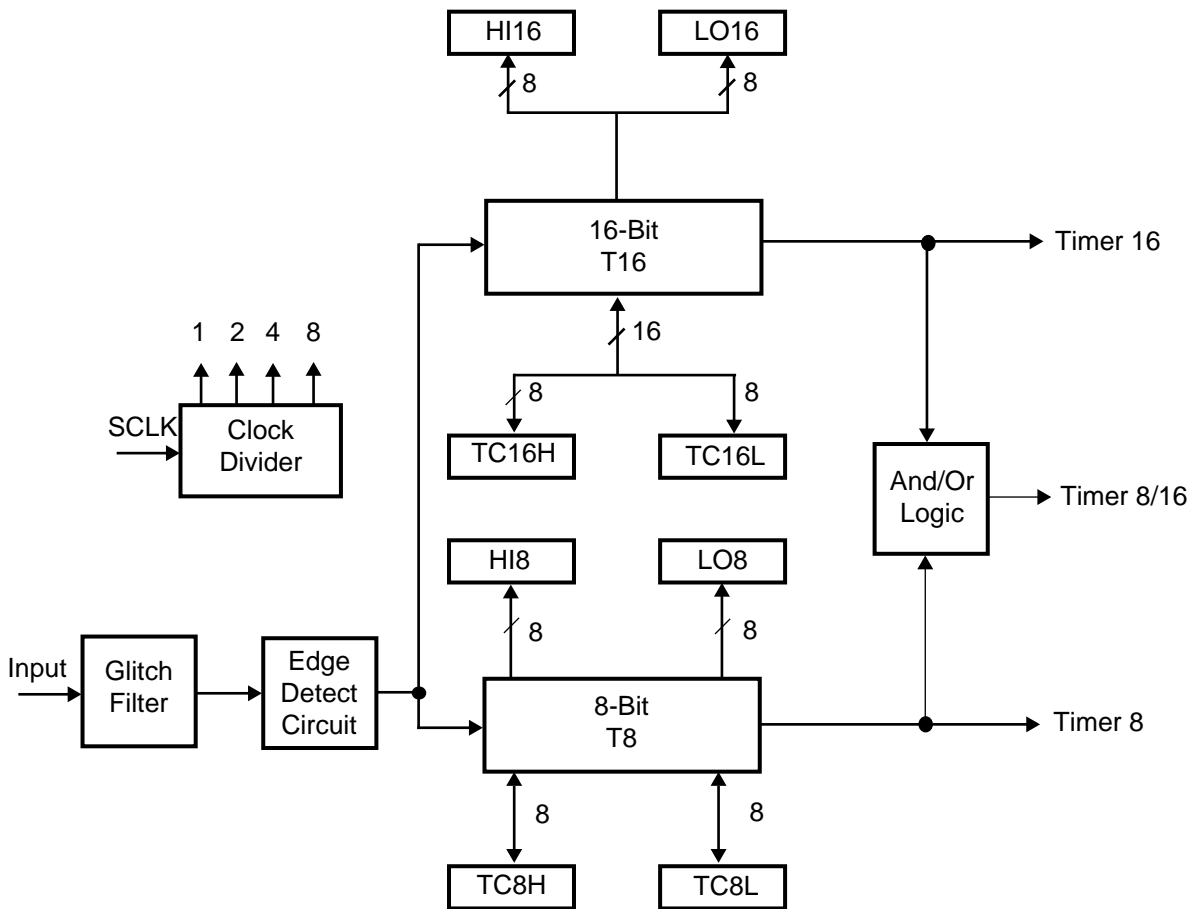 HI16
LO16
8
8
16-Bit
T16
Timer 16
1 2 4 8
16
SCLK
Clock
Divider
8
8
TC16H
TC16L
And/Or
Logic
Timer 8/16
HI8
LO8
8
8
Input
Glitch
Filter
Edge
Detect
Circuit
8-Bit
T8
Timer 8
8
8
TC8H
TC8L